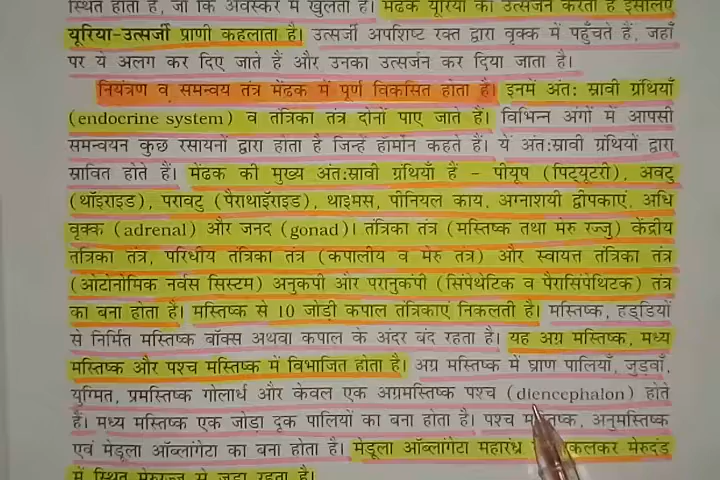 स्थित होता है, जो कि अवस्कर में खुलता है। मेंढक यूरिया का उत्सर्जन करता है इसलिए
यूरिया-उत्सर्जी प्राणी कहलाता है। उत्सर्जी अपशिष्ट रक्त द्वारा वृक्क में पहुँचते हैं, जहाँ
पर ये अलग कर दिए जाते हैं और उनका उत्सर्जन कर दिया जाता है।
नियंत्रण व समन्वय तंत्र मेंढक में पूर्ण विकसित होता है। इनमें अंत: स्रावी ग्रंथियाँ
(endocrine system) व तंत्रिका तंत्र दोनों पाए जाते हैं। विभिन्न अंगों में आपसी
समन्वयन कुछ रसायनों द्वारा होता है जिन्हें हॉर्मोन कहते हैं। ये अंत:स्रावी ग्रंथियों द्वारा
स्रावित होते हैं। मेंढक की मुख्य अंत:स्रावी ग्रंथियाँ हैं - पीयूष (पिट्यूटरी), अवटु
(थॉइराइड), परावटु (पैराथॉइराइड), थाइमस, पीनियल काय, अग्नाशयी द्वीपकाएं, अधि
वृक्क (adrenal) और जनद (gonad)। तंत्रिका तंत्र (मस्तिष्क तथा मेरु रज्जु) केंद्रीय
तंत्रिका तंत्र, परिधीय तंत्रिका तंत्र (कपालीय व मेरु तंत्र) और स्वायत्त तंत्रिका तंत्र
(ओटोनोमिक नर्वस सिस्टम) अनुकंपी और परानुकंपी (सिंपेथेटिक व पैरासिंपेथिटक) तंत्र
का बना होता है। मस्तिष्क से 10 जोड़ी कपाल तंत्रिकाएं निकलती है। मस्तिष्क, हड्डियों
से निर्मित मस्तिष्क बॉक्स अथवा कपाल के अंदर बंद रहता है। यह अग्र मस्तिष्क, मध्य
मस्तिष्क और पश्च मस्तिष्क में विभाजित होता है। अग्र मस्तिष्क में घ्राण पालियाँ, जुड़वाँ,
युग्मित, प्रमस्तिष्क गोलार्ध और केवल एक अग्रमस्तिष्क पश्च (diencephalon) होते
हैं। मध्य मस्तिष्क एक जोड़ा दृक पालियों का बना होता है। पश्च अनुमस्तिष्क
एवं मेडूला ऑब्लांगेटा का बना होता है। मेडूला ऑब्लांगेटा महारंध्र मेरुदंड
में स्थित मेरुरज्जु से जुड़ा रहता है।